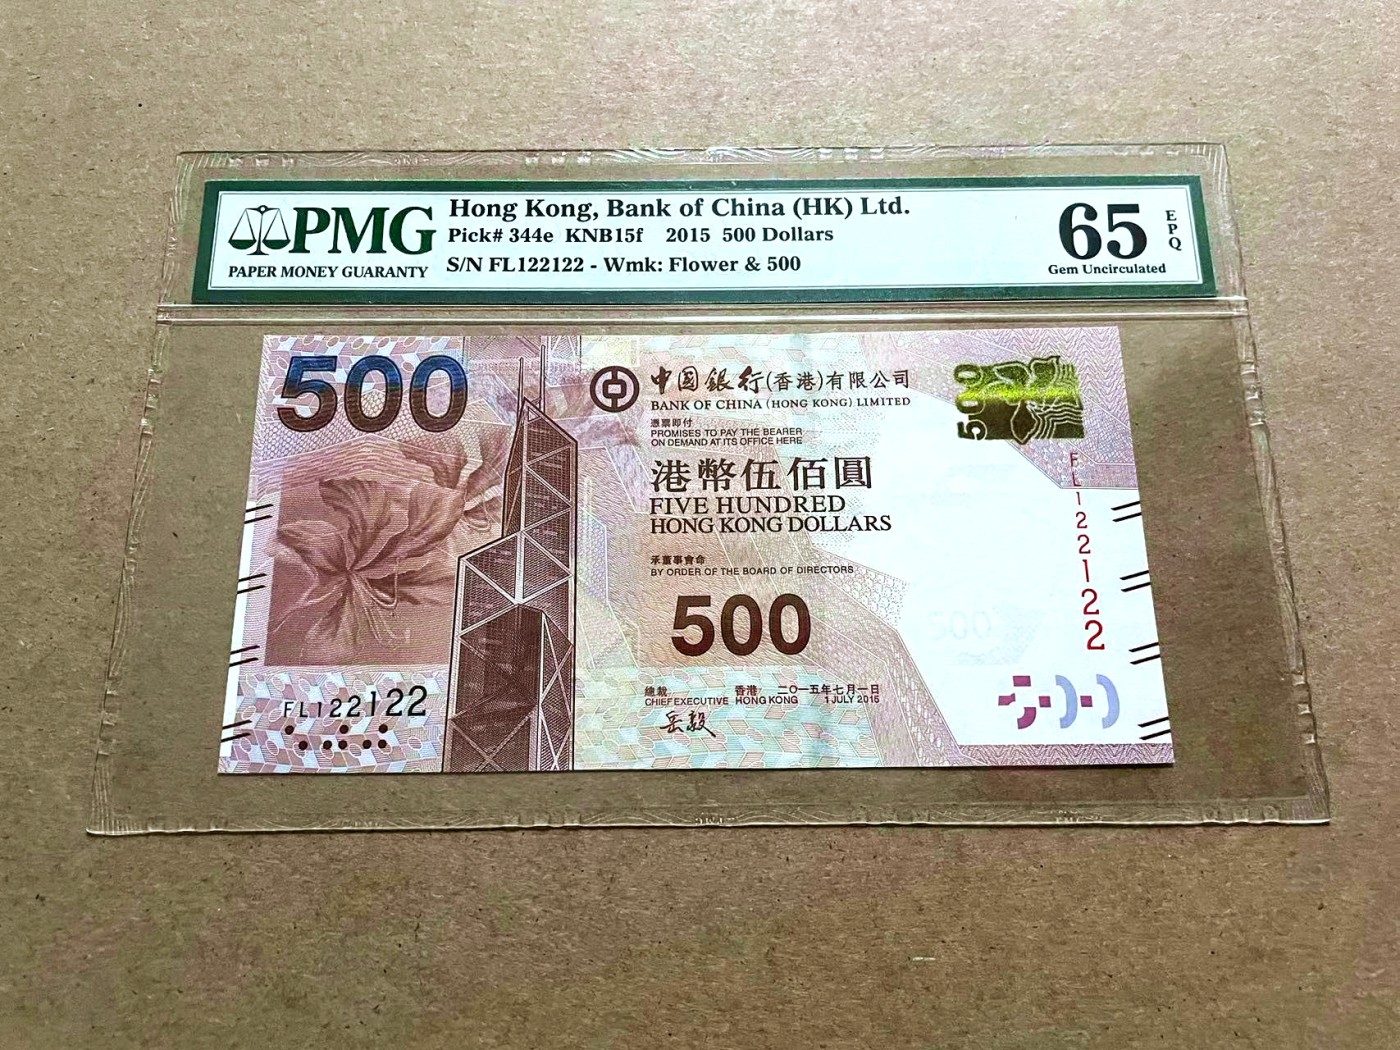 PMG
PAPER MONEY GUARANTY
Hong Kong, Bank of China (HK) Ltd.
Pick# 344e KNB15f 2015 500 Dollars
S/N FL122122 - Wmk: Flower & 500
65
EPQ
Gem Uncirculated
500
中国銀行(香港)有限公司
BANK OF CHINA (HONG KONG) LIMITED
憑票即付
PROMISES TO PAY THE BEARER
ON DEMAND AT ITS OFFICE HERE
港幣伍佰圓
FIVE HUNDRED
HONG KONG DOLLARS
承董事會命
BY ORDER OF THE BOARD OF DIRECTORS
500
總裁 香港 二〇一五年七月一日
CHIEF EXECUTIVE HONG KONG 1 JULY 2015
岳毅
FL122122
500
FL122122
500
500